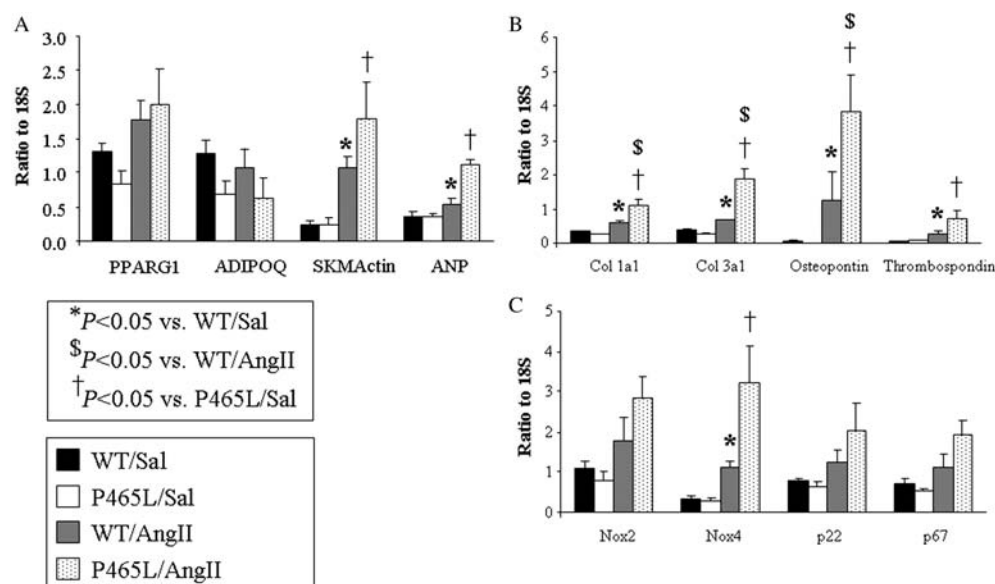 A
3.0
2.5
2.0
1.5
1.0
0.5
0.0
Ratio to 18S
* † * †
PPARG1 ADIPOQ SKMActin ANP
*P<0.05 vs. WT/Sal
$P<0.05 vs. WT/AngII
†P<0.05 vs. P465L/Sal
WT/Sal
P465L/Sal
WT/AngII
P465L/AngII
B
6
5
4
2
1
0
Ratio to 18S
* † $ * † $ * † $ * †
Col 1a1 Col 3a1 Osteopontin Thrombospondin
C
5
4
3
2
1
0
Ratio to 18S
* †
Nox2 Nox4 p22 p67